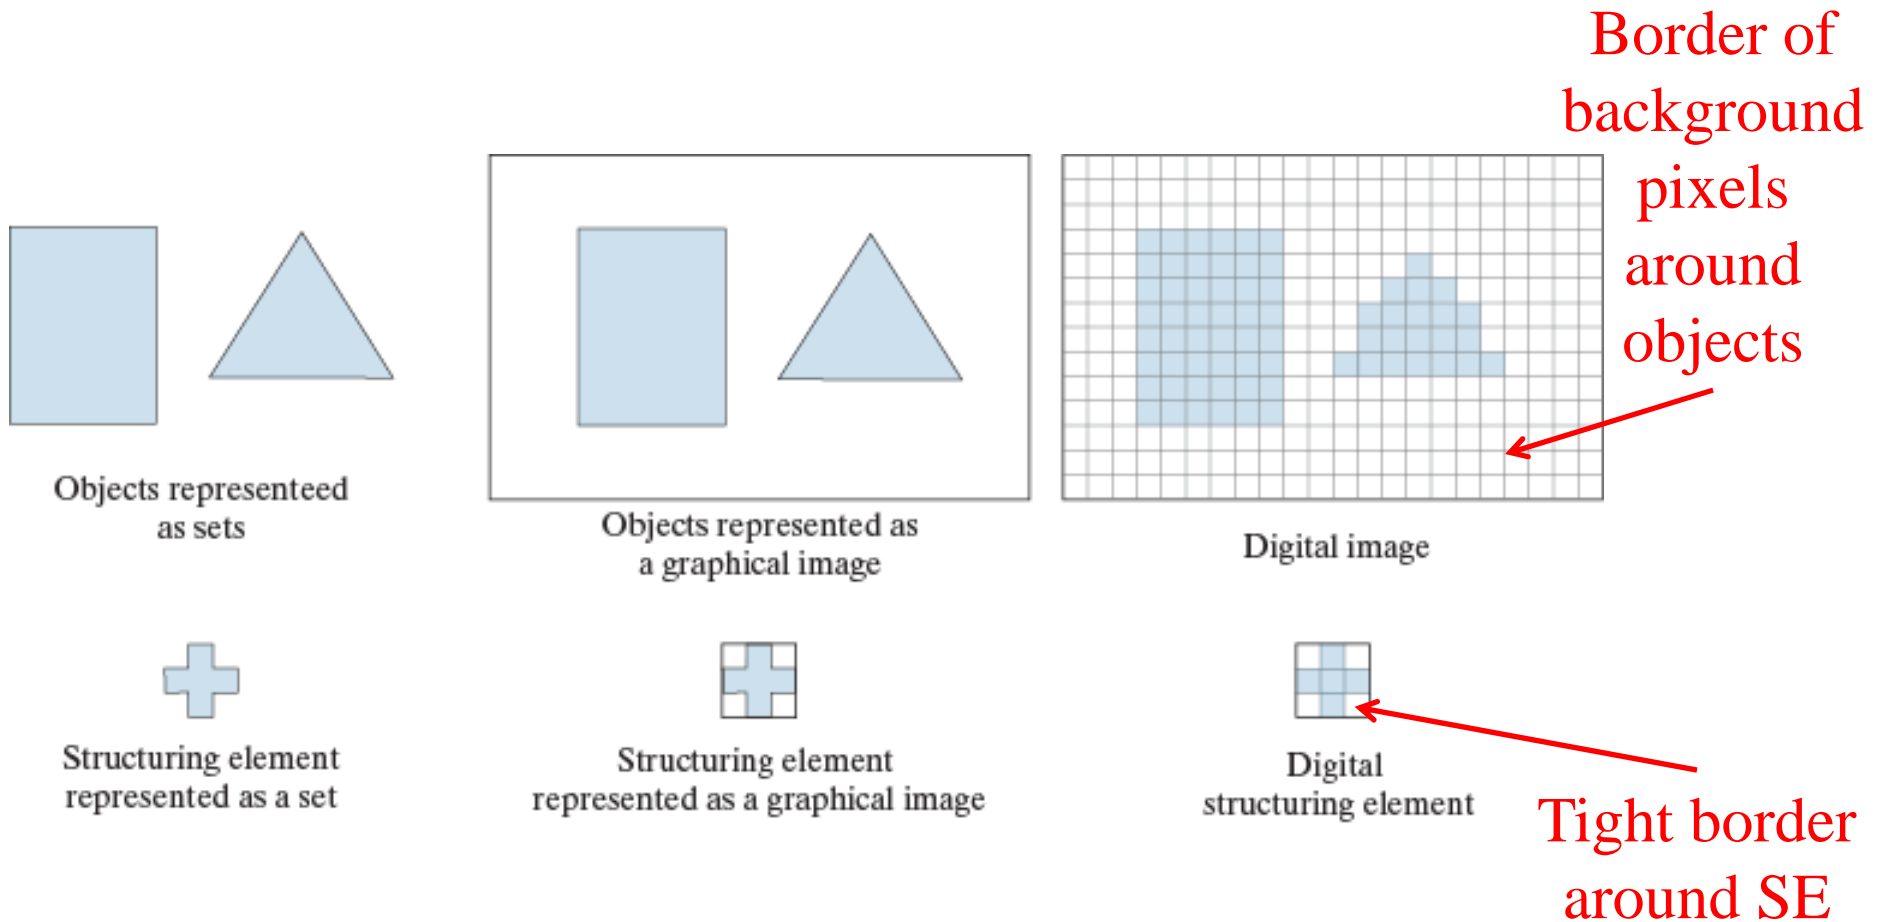 Border of
background
pixels
around
objects
Objects representeed
as sets
Objects represented as
a graphical image
Digital image
Structuring element
represented as a set
Structuring element
represented as a graphical image
Digital
structuring element
Tight border
around SE